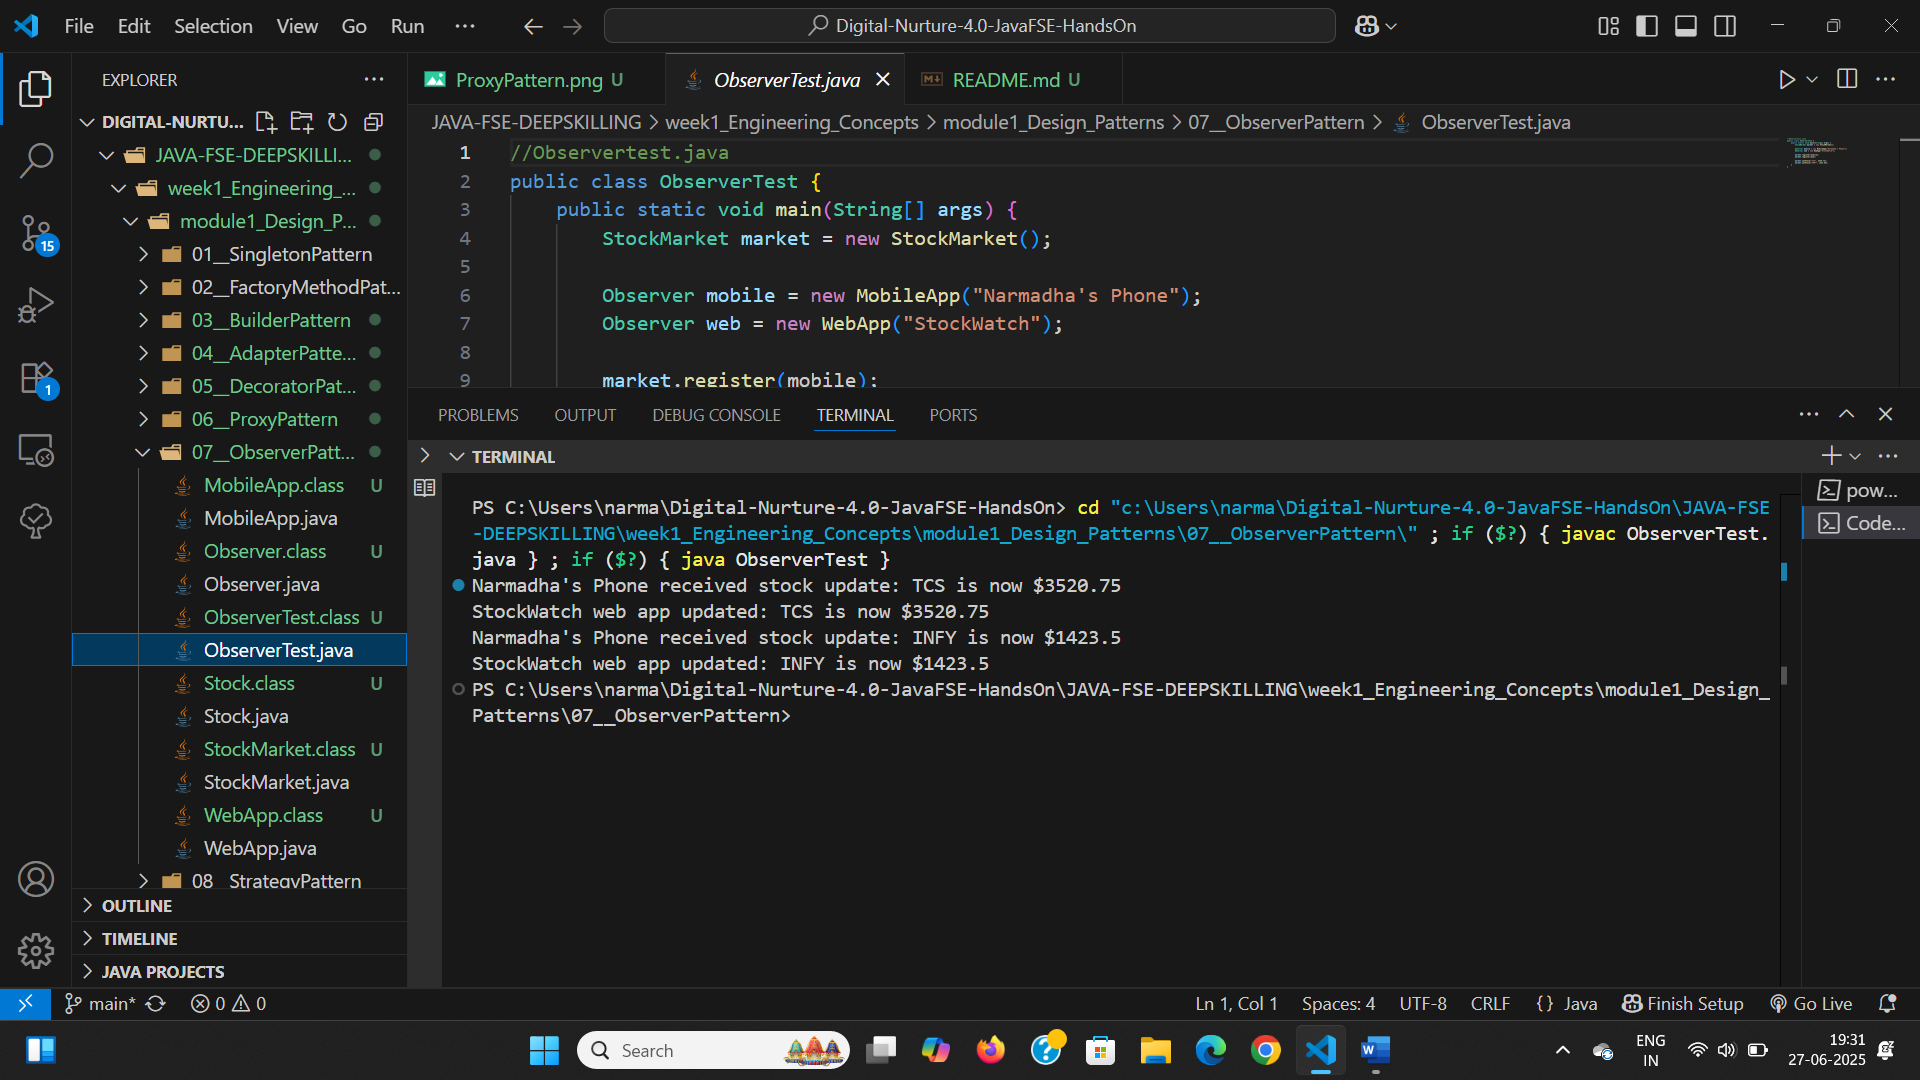 File Edit Selection View Go Run ···
Digital-Nurture-4.0-JavaFSE-HandsOn
EXPLORER
ProxyPattern.png U
ObserverTest.java
README.md U
DIGITAL-NURTU...
JAVA-FSE-DEEPSKILLING > week1_Engineering_Concepts > module1_Design_Patterns > 07__ObserverPattern > ObserverTest.java
JAVA-FSE-DEEPSKILLI...
week1_Engineering_...
module1_Design_P...
01__SingletonPattern
02__FactoryMethodPat...
03__BuilderPattern
04__AdapterPatte...
05__DecoratorPat...
06__ProxyPattern
07__ObserverPatt...
MobileApp.class U
MobileApp.java
Observer.class U
Observer.java
ObserverTest.class U
ObserverTest.java
Stock.class U
Stock.java
StockMarket.class U
StockMarket.java
WebApp.class U
WebApp.java
08__StrategyPattern
OUTLINE
TIMELINE
JAVA PROJECTS
15
1
1 //Observertest.java
2 public class ObserverTest {
3 public static void main(String[] args) {
4 StockMarket market = new StockMarket();
5
6 Observer mobile = new MobileApp("Narmadha's Phone");
7 Observer web = new WebApp("StockWatch");
8
9 market.register(mobile);
PROBLEMS OUTPUT DEBUG CONSOLE TERMINAL PORTS
TERMINAL
PS C:\Users\narma\Digital-Nurture-4.0-JavaFSE-HandsOn> cd "c:\Users\narma\Digital-Nurture-4.0-JavaFSE-HandsOn\JAVA-FSE
-DEEPSKILLING\week1_Engineering_Concepts\module1_Design_Patterns\07__ObserverPattern\" ; if ($?) { javac ObserverTest.
java } ; if ($?) { java ObserverTest }
Narmadha's Phone received stock update: TCS is now $3520.75
StockWatch web app updated: TCS is now $3520.75
Narmadha's Phone received stock update: INFY is now $1423.5
StockWatch web app updated: INFY is now $1423.5
PS C:\Users\narma\Digital-Nurture-4.0-JavaFSE-HandsOn\JAVA-FSE-DEEPSKILLING\week1_Engineering_Concepts\module1_Design_
Patterns\07__ObserverPattern>
pow...
Code...
main* 0 0
Ln 1, Col 1 Spaces: 4 UTF-8 CRLF {} Java Finish Setup Go Live
Search
ENG
IN
19:31
27-06-2025